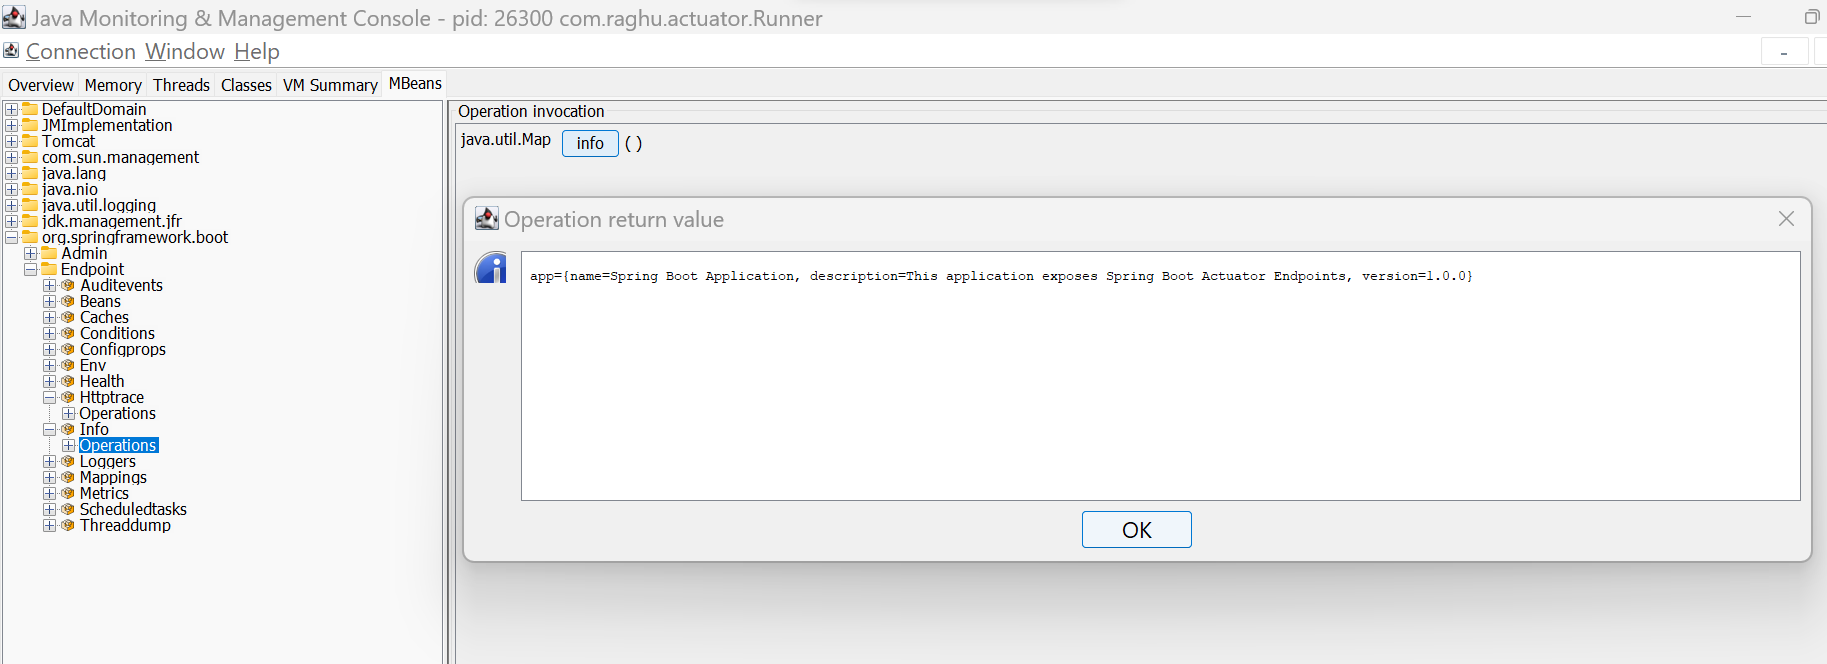 Java Monitoring & Management Console - pid: 26300 com.raghu.actuator.Runner
Connection Window Help
Overview Memory Threads Classes VM Summary MBeans
DefaultDomain
JMImplementation
Tomcat
com.sun.management
java.lang
java.nio
java.util.logging
jdk.management.jfr
org.springframework.boot
Admin
Endpoint
Auditevents
Beans
Caches
Conditions
Configprops
Env
Health
Httptrace
Operations
Info
Operations
Loggers
Mappings
Metrics
Scheduledtasks
Threaddump
Operation invocation
java.util.Map info ( )
Operation return value
app={name=Spring Boot Application, description=This application exposes Spring Boot Actuator Endpoints, version=1.0.0}
OK